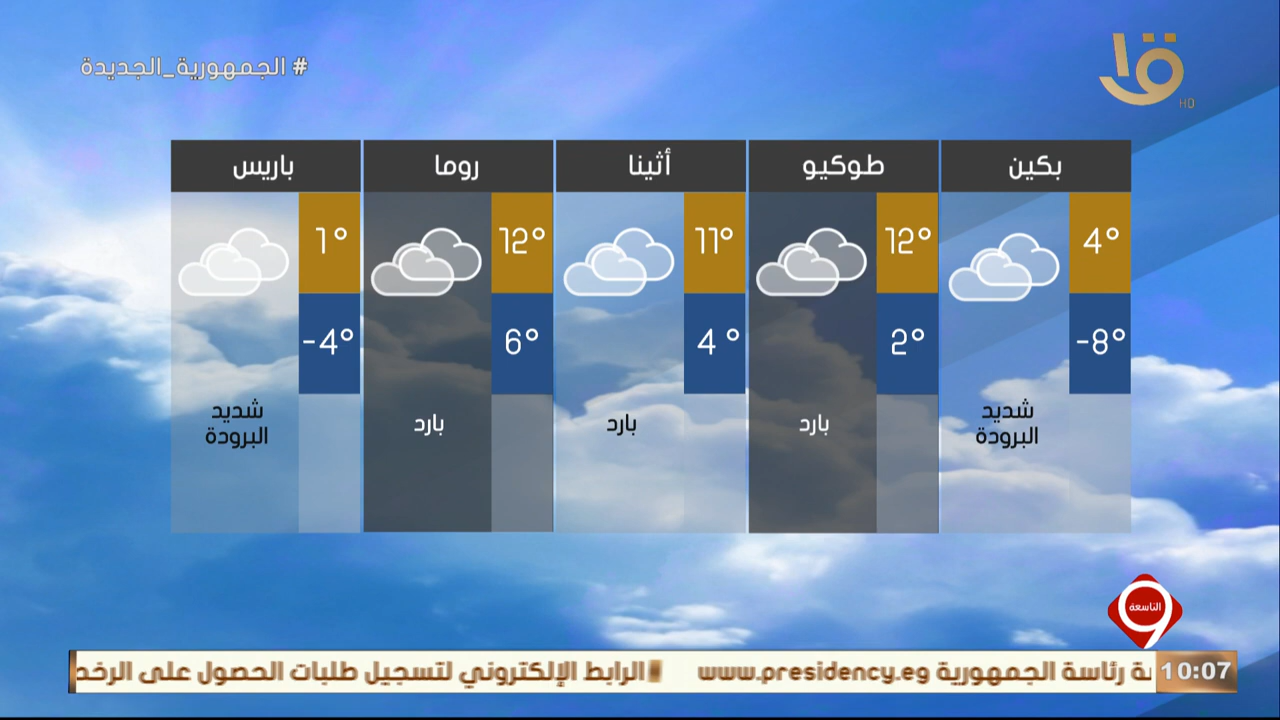 # الجمهورية_الجديدة
HD
بكين
4°
-8°
شديد
البرودة
طوكيو
12°
2°
بارد
أثينا
11°
4°
بارد
روما
12°
6°
بارد
باريس
1°
-4°
شديد
البرودة
التاسعة
9
10:07
رئاسة الجمهورية www.presidency.eg الرابط الإلكتروني لتسجيل طلبات الحصول على